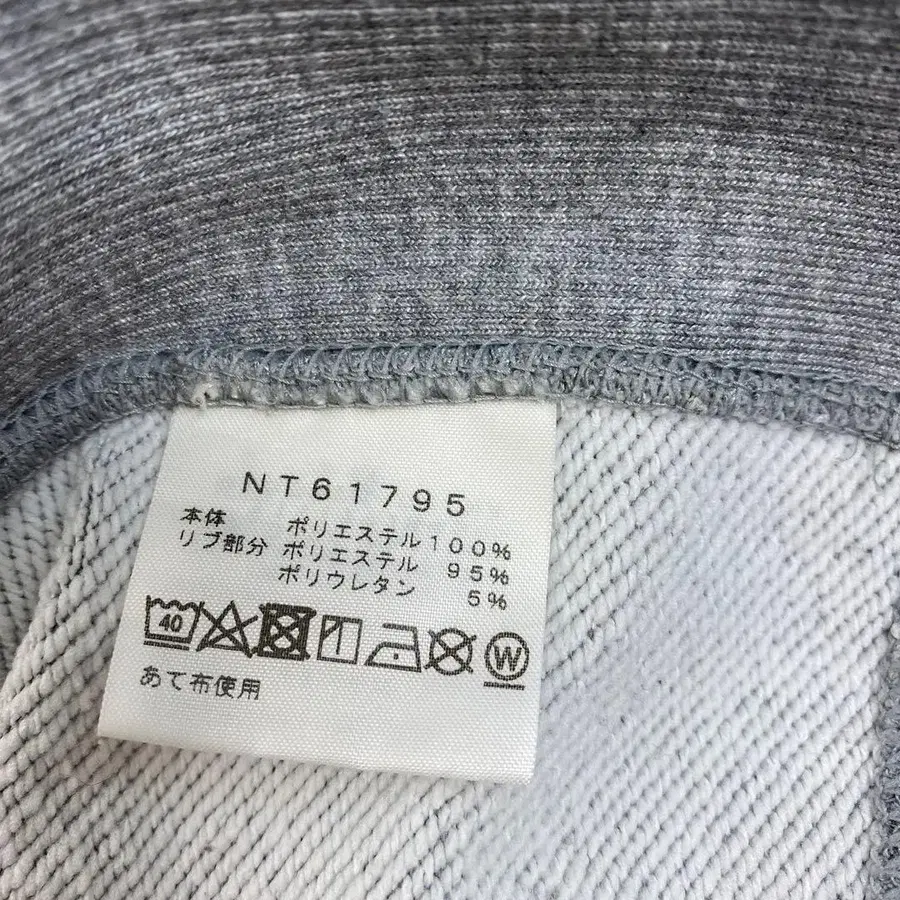 NT61795
本体 ポリエステル100%
リブ部分 ポリエステル 95%
ポリウレタン 5%
40 W
あて布使用